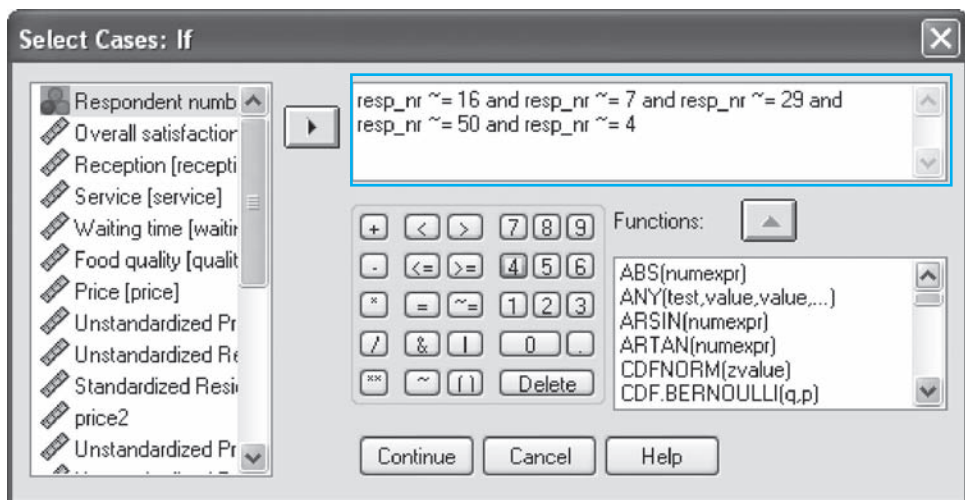 Select Cases: If
Respondent numb
Overall satisfaction
Reception [recepti
Service [service]
Waiting time [waitin
Food quality [qualit
Price [price]
Unstandardized Pr
Unstandardized Re
Standardized Resi
price2
Unstandardized Pr
resp_nr ~= 16 and resp_nr ~= 7 and resp_nr ~= 29 and
resp_nr ~= 50 and resp_nr ~= 4
+ < > 7 8 9
- <= >= 4 5 6
* = ~= 1 2 3
/ & | 0 .
** ~ ( ) Delete
Functions:
ABS(numexpr)
ANY(test,value,value,...)
ARSIN(numexpr)
ARTAN(numexpr)
CDFNORM(zvalue)
CDF.BERNOULLI(q,p)
Continue Cancel Help